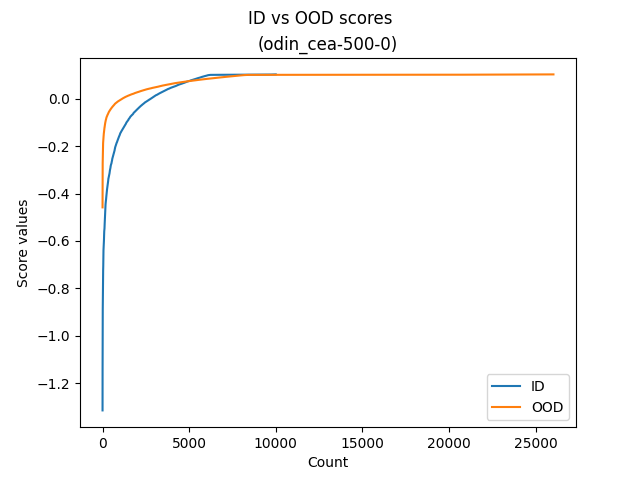 ID vs OOD scores
(odin_cea-500-0)
Score values
0.0
−0.2
−0.4
−0.6
−0.8
−1.0
−1.2
0
5000
10000
15000
20000
25000
Count
ID
OOD